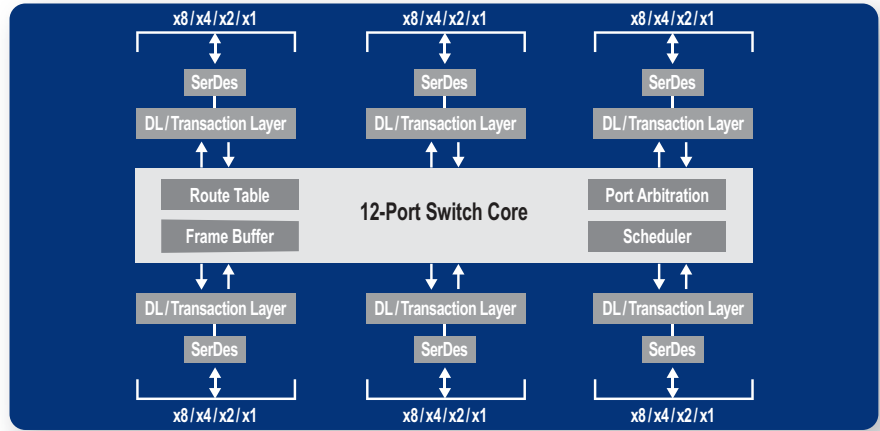 x8/x4/x2/x1 x8/x4/x2/x1 x8/x4/x2/x1
SerDes SerDes SerDes
DL/Transaction Layer DL/Transaction Layer DL/Transaction Layer
Route Table
Frame Buffer
12-Port Switch Core
Port Arbitration
Scheduler
DL/Transaction Layer DL/Transaction Layer DL/Transaction Layer
SerDes SerDes SerDes
x8/x4/x2/x1 x8/x4/x2/x1 x8/x4/x2/x1